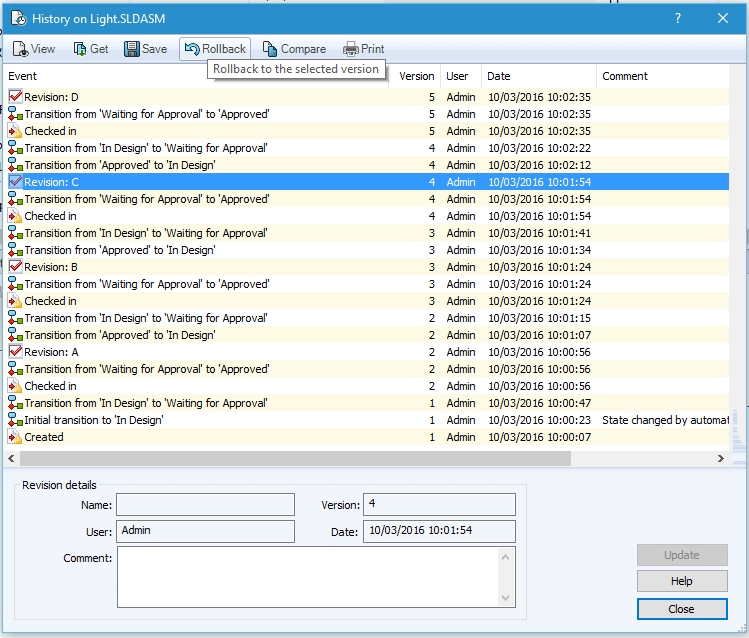 History on Light.SLDASM
View Get Save Rollback Compare Print
Rollback to the selected version
Event Version User Date Comment
Revision: D 5 Admin 10/03/2016 10:02:35
Transition from 'Waiting for Approval' to 'Approved' 5 Admin 10/03/2016 10:02:35
Checked in 5 Admin 10/03/2016 10:02:35
Transition from 'In Design' to 'Waiting for Approval' 4 Admin 10/03/2016 10:02:22
Transition from 'Approved' to 'In Design' 4 Admin 10/03/2016 10:02:12
Revision: C 4 Admin 10/03/2016 10:01:54
Transition from 'Waiting for Approval' to 'Approved' 4 Admin 10/03/2016 10:01:54
Checked in 4 Admin 10/03/2016 10:01:54
Transition from 'In Design' to 'Waiting for Approval' 3 Admin 10/03/2016 10:01:41
Transition from 'Approved' to 'In Design' 3 Admin 10/03/2016 10:01:34
Revision: B 3 Admin 10/03/2016 10:01:24
Transition from 'Waiting for Approval' to 'Approved' 3 Admin 10/03/2016 10:01:24
Checked in 3 Admin 10/03/2016 10:01:24
Transition from 'In Design' to 'Waiting for Approval' 2 Admin 10/03/2016 10:01:15
Transition from 'Approved' to 'In Design' 2 Admin 10/03/2016 10:01:07
Revision: A 2 Admin 10/03/2016 10:00:56
Transition from 'Waiting for Approval' to 'Approved' 2 Admin 10/03/2016 10:00:56
Checked in 2 Admin 10/03/2016 10:00:56
Transition from 'In Design' to 'Waiting for Approval' 1 Admin 10/03/2016 10:00:47
Initial transition to 'In Design' 1 Admin 10/03/2016 10:00:23 State changed by automat
Created 1 Admin 10/03/2016 10:00:07
Revision details
Name: Version: 4
User: Admin Date: 10/03/2016 10:01:54
Comment:
Update
Help
Close